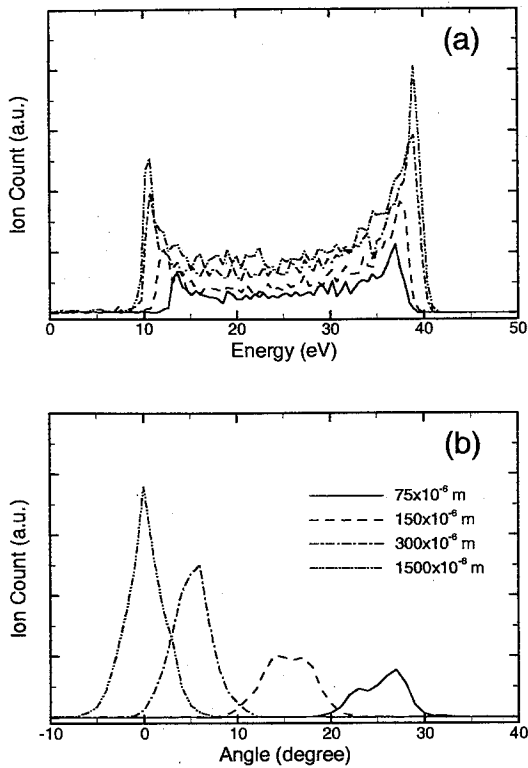 (a)
Ion Count (a.u.)
0 10 20 30 40 50
Energy (eV)
(b)
75x10⁻⁶ m
150x10⁻⁶ m
300x10⁻⁶ m
1500x10⁻⁶ m
Ion Count (a.u.)
-10 0 10 20 30 40
Angle (degree)